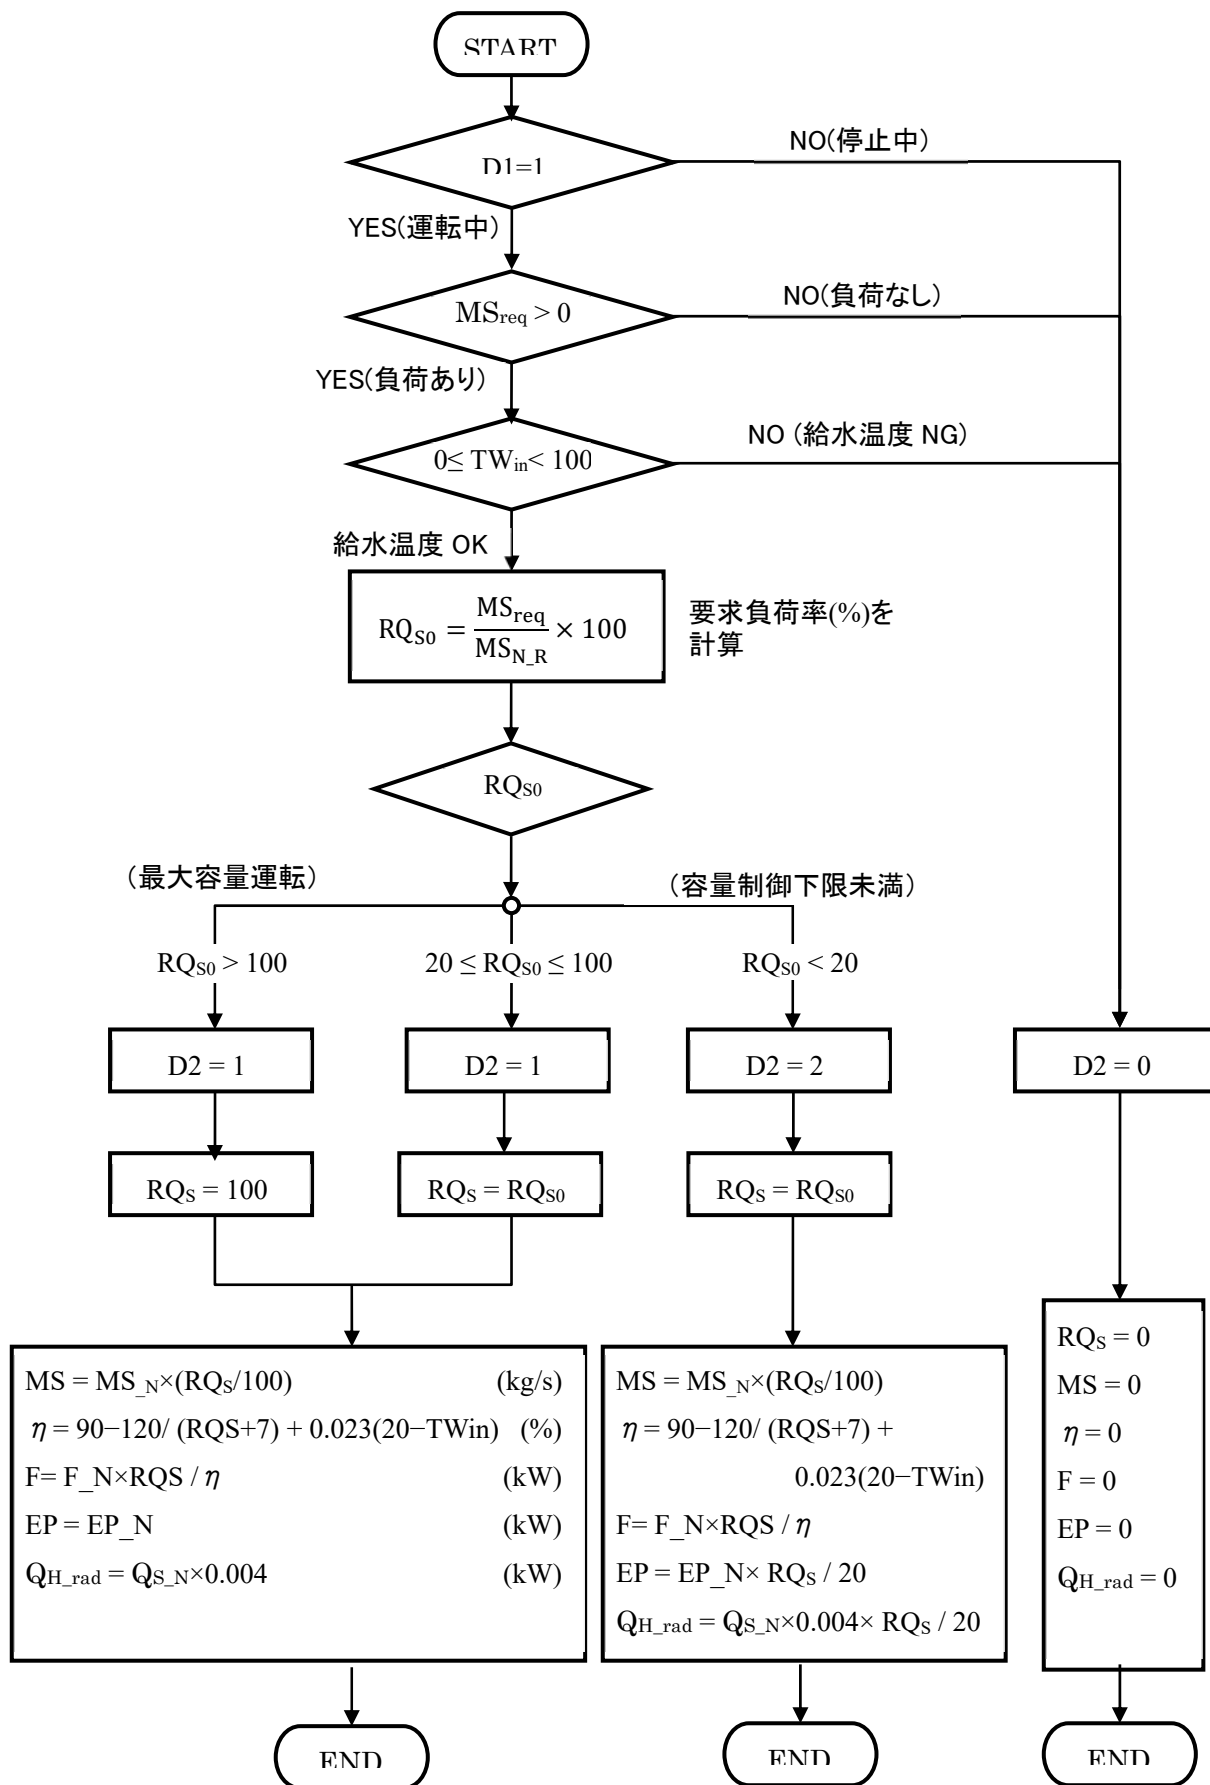 START
D1=1
NO(停止中)
YES(運転中)
MSreq > 0
NO(負荷なし)
YES(負荷あり)
0≤ TWin< 100
NO (給水温度 NG)
給水温度 OK
RQS0 = MSreq / MSN_R × 100
要求負荷率(%)を
計算
RQS0
(最大容量運転)
(容量制御下限未満)
RQS0 > 100
20 ≤ RQS0 ≤ 100
RQS0 < 20
D2 = 1
D2 = 1
D2 = 2
D2 = 0
RQS = 100
RQS = RQS0
RQS = RQS0
MS = MS_N×(RQS/100) (kg/s)
η = 90−120/ (RQS+7) + 0.023(20−TWin) (%)
F= F_N×RQS / η (kW)
EP = EP_N (kW)
QH_rad = QS_N×0.004 (kW)
MS = MS_N×(RQS/100)
η = 90−120/ (RQS+7) +
0.023(20−TWin)
F= F_N×RQS / η
EP = EP_N× RQS / 20
QH_rad = QS_N×0.004× RQS / 20
RQS = 0
MS = 0
η = 0
F = 0
EP = 0
QH_rad = 0
END
END
END